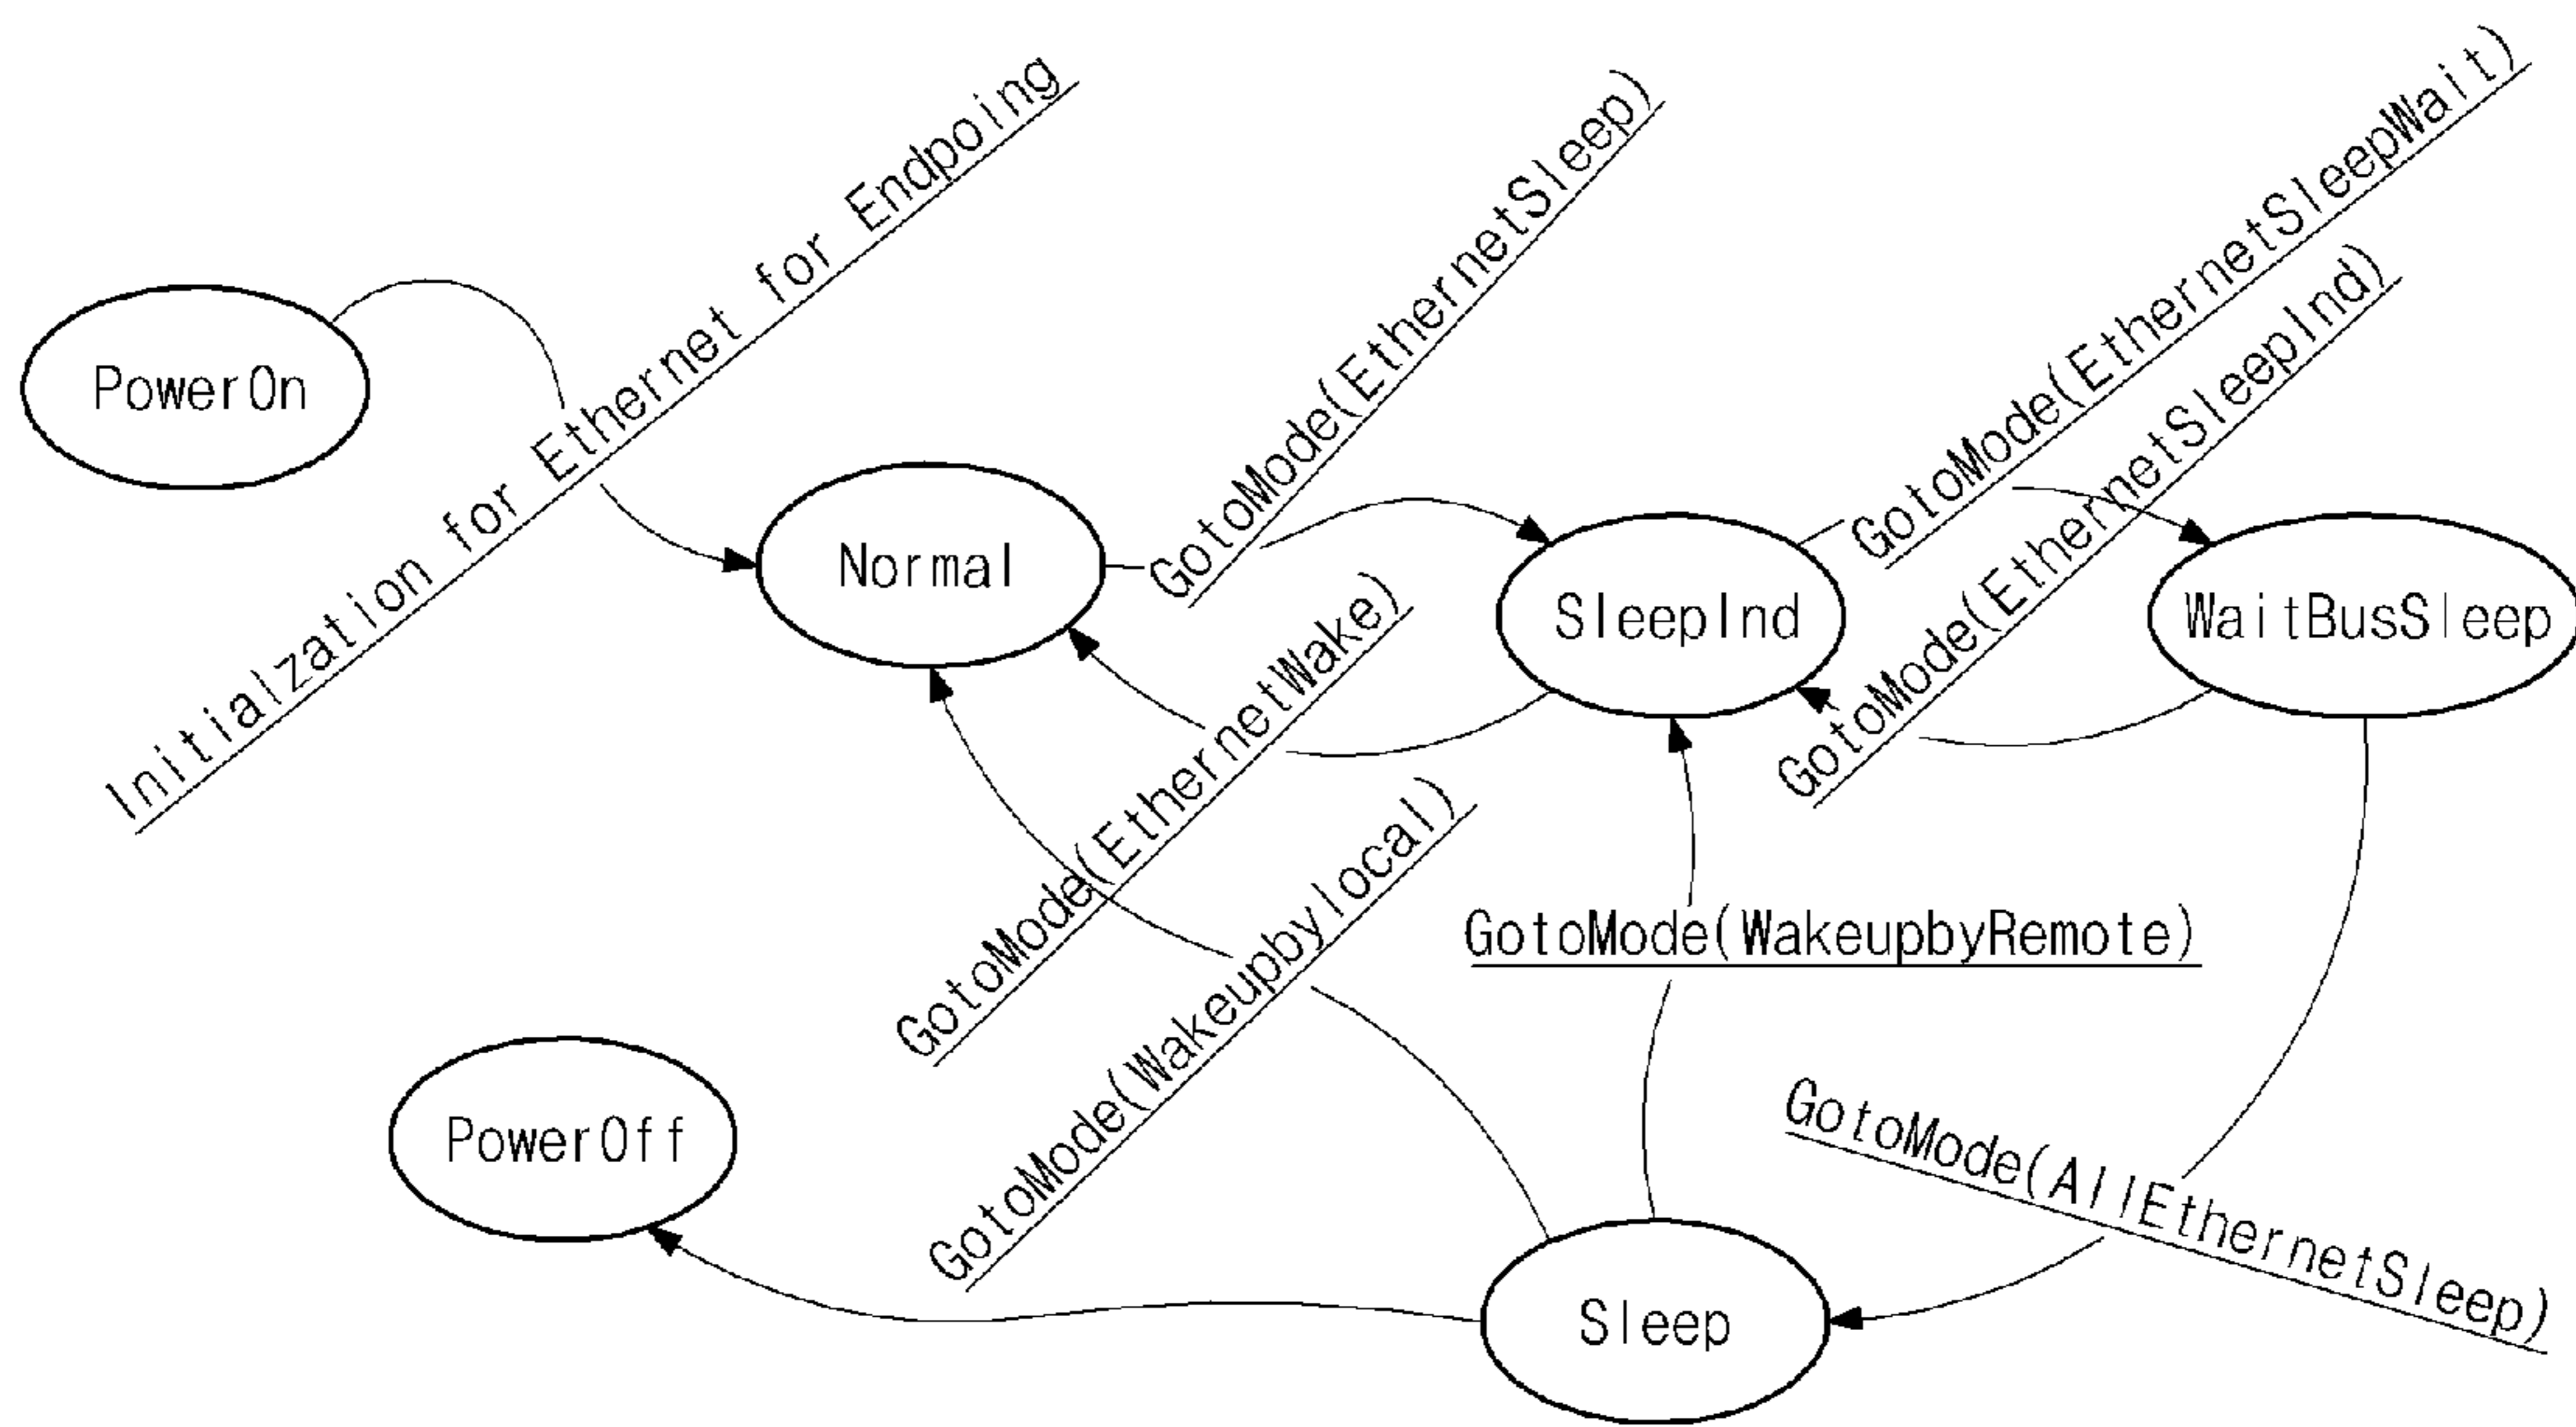 Initialzation for Ethernet for Endpoing
GotoMode(EthernetSleep)
GotoMode(EthernetSleepWait)
GotoMode(EthernetSleepInd)
PowerOn
Normal
SleepInd
WaitBusSleep
GotoMode(EthernetWake)
GotoMode(Wakeupbylocal)
GotoMode(WakeupbyRemote)
PowerOff
GotoMode(AllEthernetSleep)
Sleep